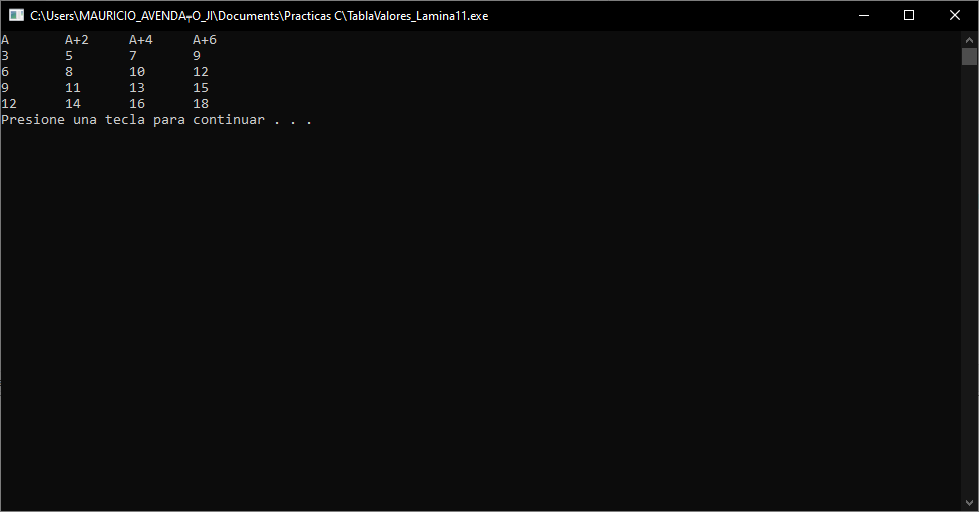 C:\Users\MAURICIO_AVENDA╤O_JI\Documents\Practicas C\TablaValores_Lamina11.exe
A A+2 A+4 A+6
3 5 7 9
6 8 10 12
9 11 13 15
12 14 16 18
Presione una tecla para continuar . . .